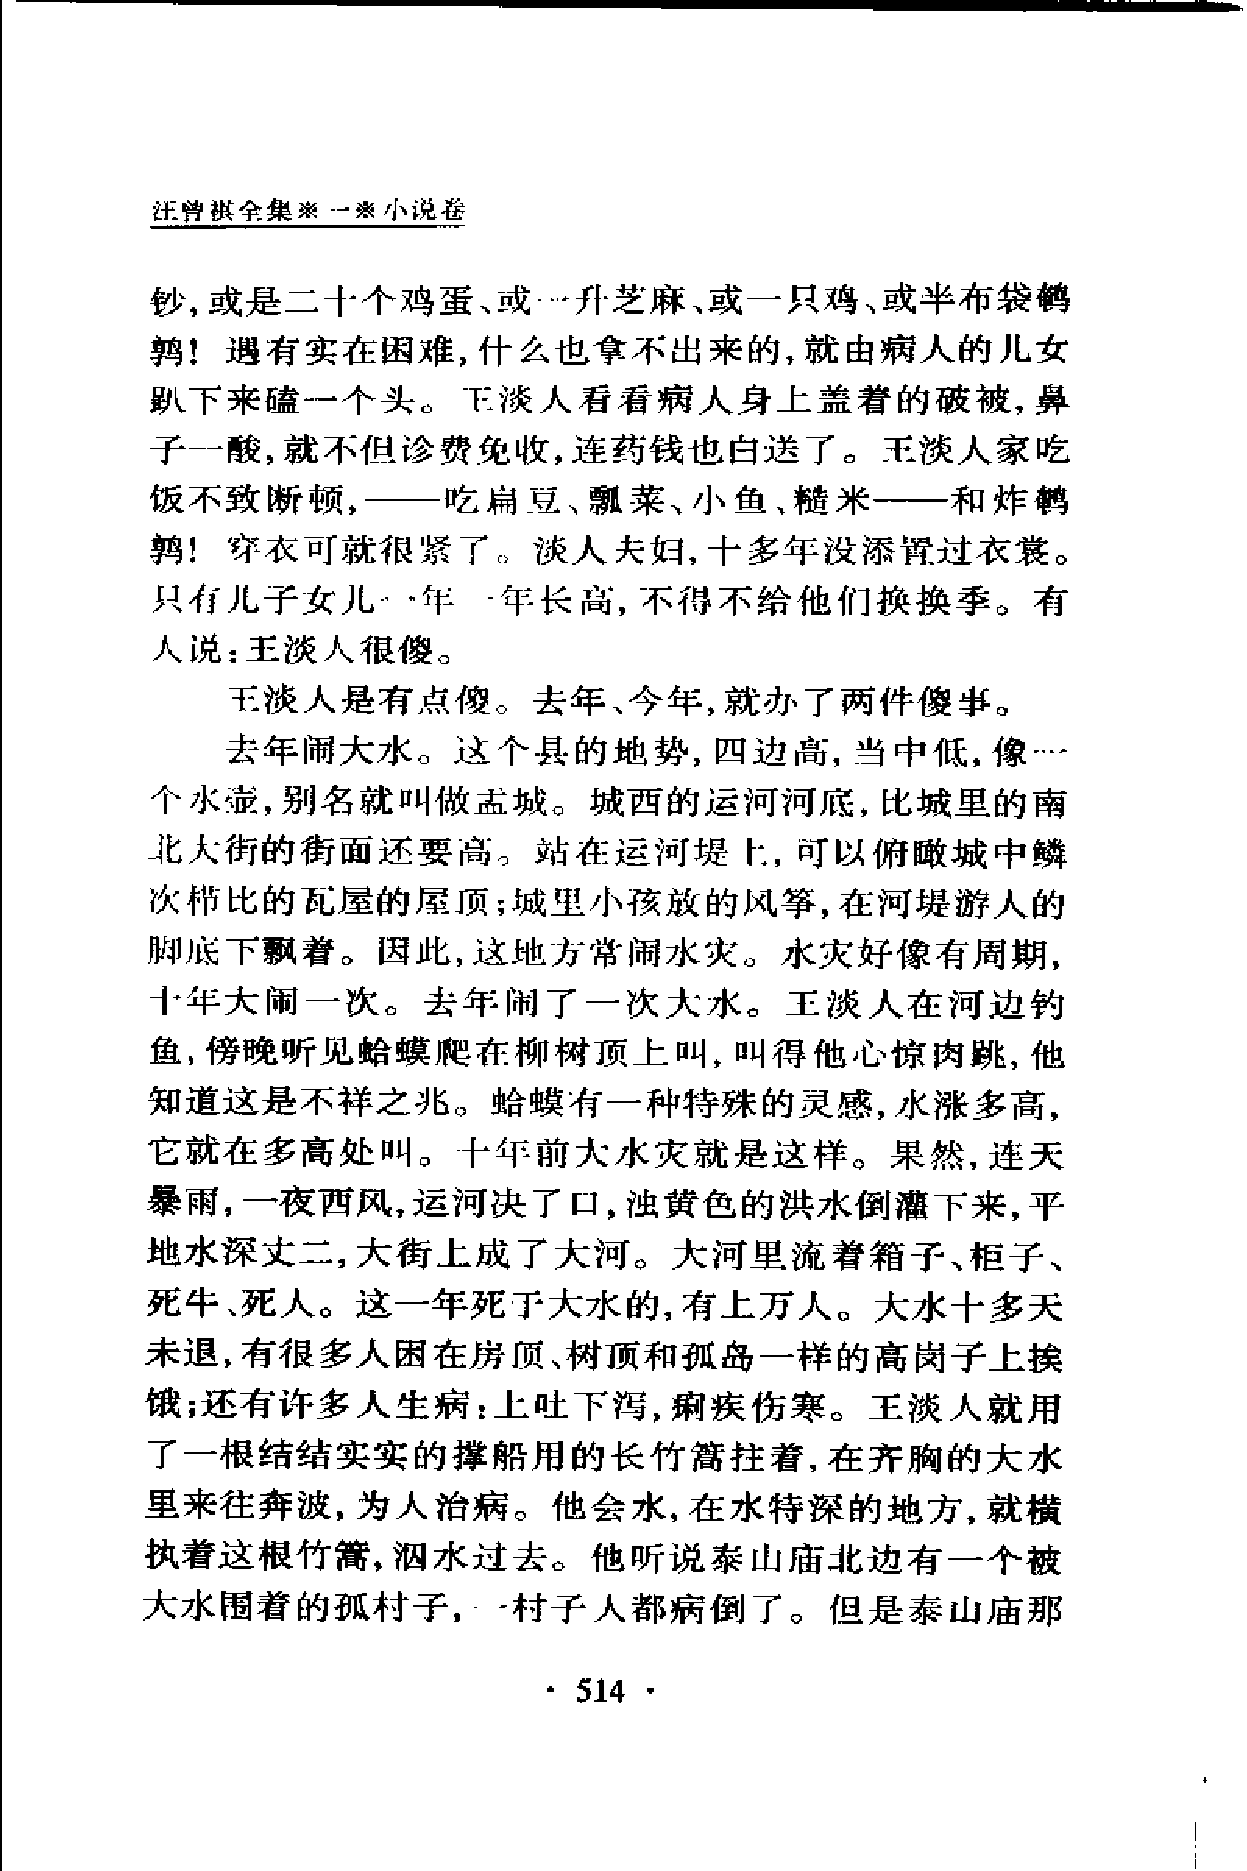 汪曾祺全集※一※小说卷
钞,或是二十个鸡蛋、或一升芝麻、或一只鸡、或半布袋鹌
鹑!遇有实在困难,什么也拿不出来的,就由病人的儿女
趴下来磕一个头。王淡人看看病人身上盖着的破被,鼻
子一酸,就不但诊费免收,连药钱也白送了。王淡人家吃
饭不致断顿,——吃扁豆、瓢菜、小鱼、糙米——和炸鹌
鹑!穿衣可就很紧了。淡人夫妇,十多年没添置过衣裳。
只有儿子女儿一年一年长高,不得不给他们换换季。有
人说:王淡人很傻。
王淡人是有点傻。去年、今年,就办了两件傻事。
去年闹大水。这个县的地势,四边高,当中低,像一
个水壶,别名就叫做盂城。城西的运河河底,比城里的南
北大街的街面还要高。站在运河堤上,可以俯瞰城中鳞
次栉比的瓦屋的屋顶;城里小孩放的风筝,在河堤游人的
脚底下飘着。因此,这地方常闹水灾。水灾好像有周期,
十年大闹一次。去年闹了一次大水。王淡人在河边钓
鱼,傍晚听见蛤蟆爬在柳树顶上叫,叫得他心惊肉跳,他
知道这是不祥之兆。蛤蟆有一种特殊的灵感,水涨多高,
它就在多高处叫。十年前大水灾就是这样。果然,连天
暴雨,一夜西风,运河决了口,浊黄色的洪水倒灌下来,平
地水深丈二,大街上成了大河。大河里流着箱子、柜子、
死牛、死人。这一年死于大水的,有上万人。大水十多天
未退,有很多人困在房顶、树顶和孤岛一样的高岗子上挨
饿;还有许多人生病:上吐下泻,痢疾伤寒。王淡人就用
了一根结结实实的撑船用的长竹篙拄着,在齐胸的大水
里来往奔波,为人治病。他会水,在水特深的地方,就横
执着这根竹篙,泅水过去。他听说泰山庙北边有一个被
大水围着的孤村子,一村子人都病倒了。但是泰山庙那
· 514 ·